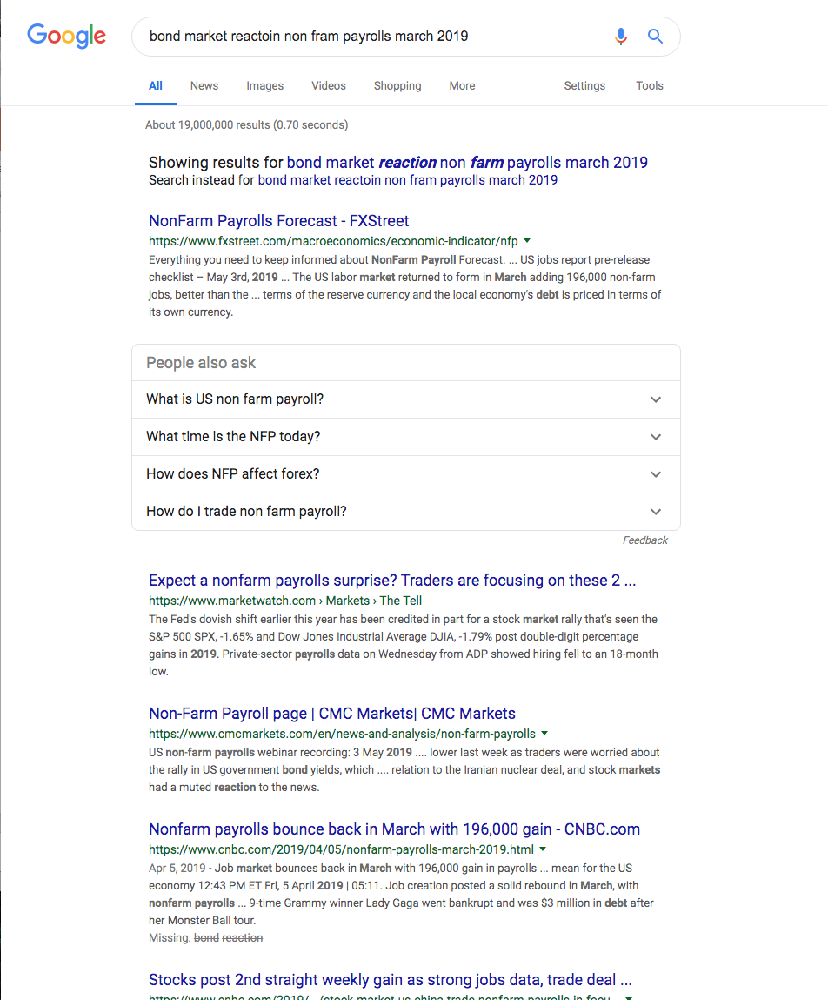 Google
bond market reactoin non fram payrolls march 2019
All News Images Videos Shopping More Settings Tools
About 19,000,000 results (0.70 seconds)
Showing results for bond market reaction non farm payrolls march 2019
Search instead for bond market reactoin non fram payrolls march 2019
NonFarm Payrolls Forecast - FXStreet
https://www.fxstreet.com/macroeconomics/economic-indicator/nfp
Everything you need to keep informed about NonFarm Payroll Forecast. ... US jobs report pre-release
checklist – May 3rd, 2019 ... The US labor market returned to form in March adding 196,000 non-farm
jobs, better than the ... terms of the reserve currency and the local economy's debt is priced in terms of
its own currency.
People also ask
What is US non farm payroll?
What time is the NFP today?
How does NFP affect forex?
How do I trade non farm payroll?
Feedback
Expect a nonfarm payrolls surprise? Traders are focusing on these 2 ...
https://www.marketwatch.com › Markets › The Tell
The Fed's dovish shift earlier this year has been credited in part for a stock market rally that's seen the
S&P 500 SPX, -1.65% and Dow Jones Industrial Average DJIA, -1.79% post double-digit percentage
gains in 2019. Private-sector payrolls data on Wednesday from ADP showed hiring fell to an 18-month
low.
Non-Farm Payroll page | CMC Markets| CMC Markets
https://www.cmcmarkets.com/en/news-and-analysis/non-farm-payrolls
US non-farm payrolls webinar recording: 3 May 2019 .... lower last week as traders were worried about
the rally in US government bond yields, which .... relation to the Iranian nuclear deal, and stock markets
had a muted reaction to the news.
Nonfarm payrolls bounce back in March with 196,000 gain - CNBC.com
https://www.cnbc.com/2019/04/05/nonfarm-payrolls-march-2019.html
Apr 5, 2019 - Job market bounces back in March with 196,000 gain in payrolls ... mean for the US
economy 12:43 PM ET Fri, 5 April 2019 | 05:11. Job creation posted a solid rebound in March, with
nonfarm payrolls ... 9-time Grammy winner Lady Gaga went bankrupt and was $3 million in debt after
her Monster Ball tour.
Missing: bond reaction
Stocks post 2nd straight weekly gain as strong jobs data, trade deal ...
https://www.cnbc.com/2019/.../stock-market-us-china-trade-nonfarm-payrolls-in-focu...